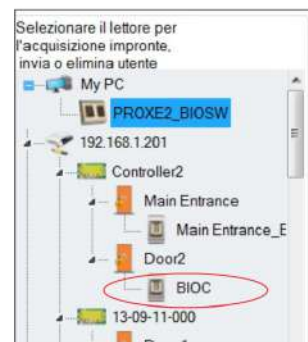 Selezionare il lettore per
l'acquisizione impronte,
invia o elimina utente
My PC
PROXE2_BIOSW
192.168.1.201
Controller2
Main Entrance
Main Entrance_E
Door2
BIOC
13-09-11-000